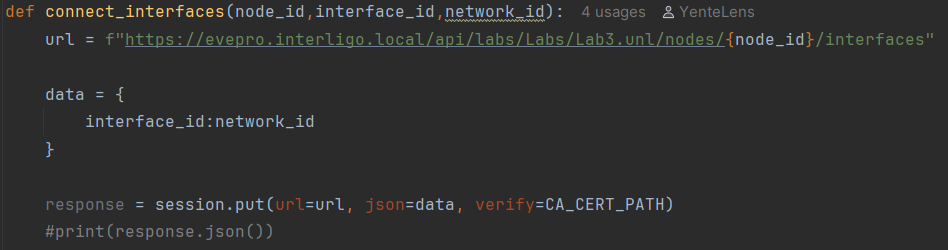 def connect_interfaces(node_id,interface_id,network_id): 4 usages YenteLens
url = f"https://evepro.interligo.local/api/labs/Labs/Lab3.unl/nodes/{node_id}/interfaces"
data = {
interface_id:network_id
}
response = session.put(url=url, json=data, verify=CA_CERT_PATH)
#print(response.json())